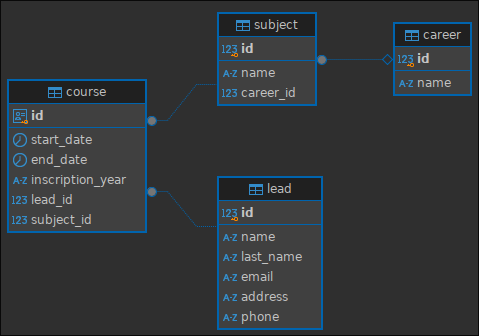 subject
123 id
A-Z name
123 career_id
career
123 id
A-Z name
course
id
start_date
end_date
A-Z inscription_year
123 lead_id
123 subject_id
lead
123 id
A-Z name
A-Z last_name
A-Z email
A-Z address
A-Z phone